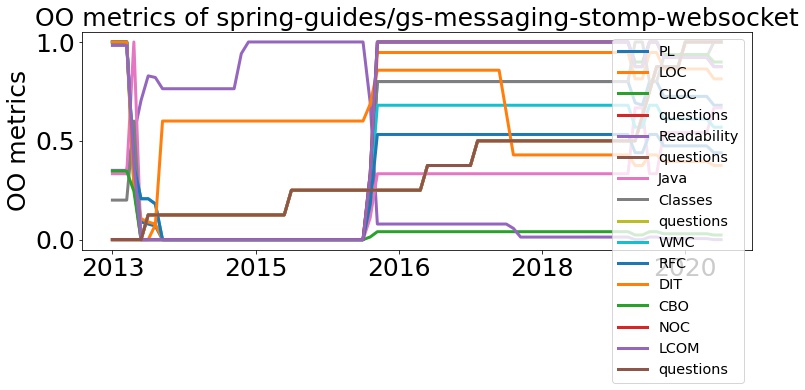 OO metrics of spring-guides/gs-messaging-stomp-websocket
OO metrics
1.0
0.5
0.0
2013
2015
2016
2018
2020
PL
LOC
CLOC
questions
Readability
questions
Java
Classes
questions
WMC
RFC
DIT
CBO
NOC
LCOM
questions